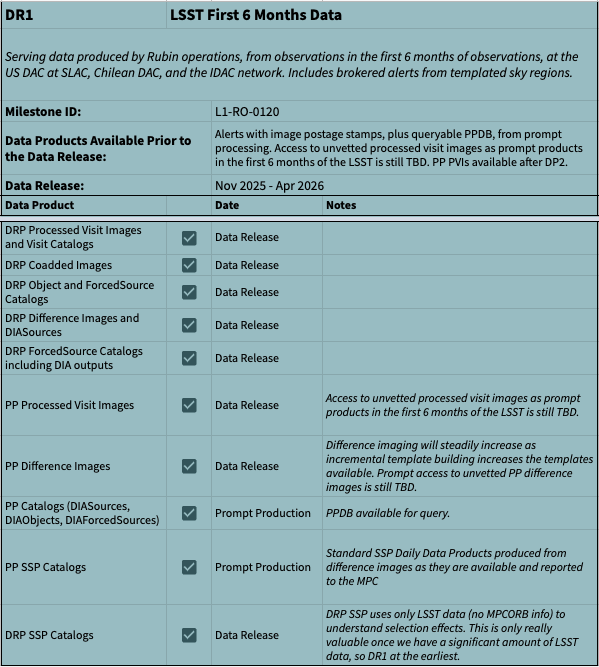 DR1 LSST First 6 Months Data
Serving data produced by Rubin operations, from observations in the first 6 months of observations, at the
US DAC at SLAC, Chilean DAC, and the IDAC network. Includes brokered alerts from templated sky regions.
Milestone ID: L1-RO-0120
Data Products Available Prior to
the Data Release:
Alerts with image postage stamps, plus queryable PPDB, from prompt
processing. Access to unvetted processed visit images as prompt products
in the first 6 months of the LSST is still TBD. PP PVIs available after DP2.
Data Release: Nov 2025 - Apr 2026
Data Product Date Notes
DRP Processed Visit Images
and Visit Catalogs
Data Release
DRP Coadded Images Data Release
DRP Object and ForcedSource
Catalogs
Data Release
DRP Difference Images and
DIASources
Data Release
DRP ForcedSource Catalogs
including DIA outputs
Data Release
PP Processed Visit Images Data Release
Access to unvetted processed visit images as prompt
products in the first 6 months of the LSST is still TBD.
PP Difference Images Data Release
Difference imaging will steadily increase as
incremental template building increases the templates
available. Prompt access to unvetted PP difference
images is still TBD.
PP Catalogs (DIASources,
DIAObjects, DIAForcedSources)
Prompt Production PPDB available for query.
PP SSP Catalogs Prompt Production
Standard SSP Daily Data Products produced from
difference images as they are available and reported
to the MPC
DRP SSP Catalogs Data Release
DRP SSP uses only LSST data (no MPCORB info) to
understand selection effects. This is only really
valuable once we have a significant amount of LSST
data, so DR1 at the earliest.